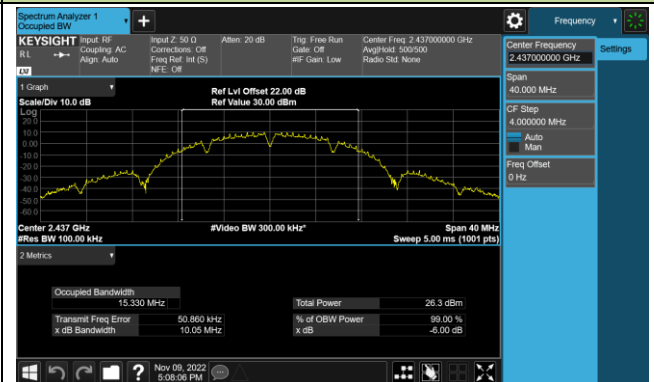 Spectrum Analyzer 1
Occupied BW
+
Frequency
KEYSIGHT
RL
Input: RF
Coupling: AC
Align: Auto
Input Z: 50 Ω
Corrections: Off
Freq Ref: Int (S)
NFE: Off
Atten: 20 dB
Trig: Free Run
Gate: Off
#IF Gain: Low
Center Freq: 2.437000000 GHz
Avg|Hold: 500/500
Radio Std: None
Center Frequency
2.437000000 GHz
Settings
Span
40.000 MHz
CF Step
4.000000 MHz
Auto
Man
Freq Offset
0 Hz
1 Graph
Scale/Div 10.0 dB
Ref Lvl Offset 22.00 dB
Ref Value 30.00 dBm
Log
20.0
10.0
0.00
-10.0
-20.0
-30.0
-40.0
-50.0
-60.0
Center 2.437 GHz
#Video BW 300.00 kHz*
Span 40 MHz
#Res BW 100.00 kHz
Sweep 5.00 ms (1001 pts)
2 Metrics
Occupied Bandwidth
15.330 MHz
Total Power 26.3 dBm
Transmit Freq Error 50.860 kHz
% of OBW Power 99.00 %
x dB Bandwidth 10.05 MHz
x dB -6.00 dB
?
Nov 09, 2022
5:08:06 PM